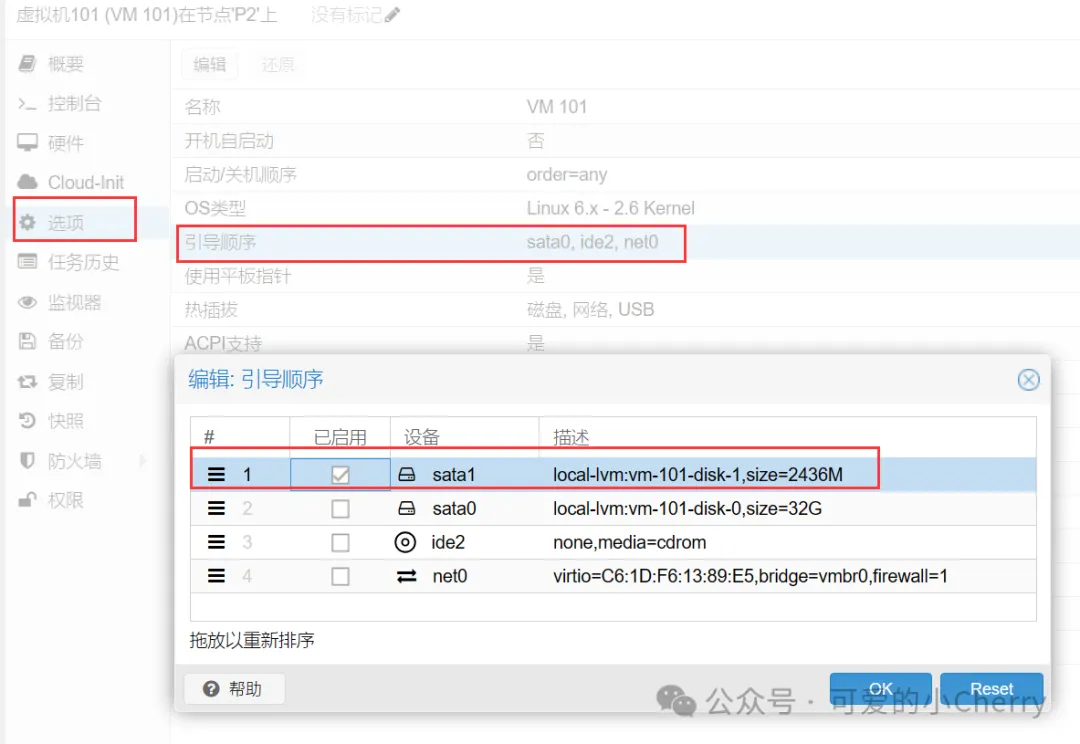 虚拟机101 (VM 101)在节点'P2'上 没有标记
概要
控制台
硬件
Cloud-Init
选项
任务历史
监视器
备份
复制
快照
防火墙
权限
编辑 还原
名称 VM 101
开机自启动 否
启动/关机顺序 order=any
OS类型 Linux 6.x - 2.6 Kernel
引导顺序 sata0, ide2, net0
使用平板指针 是
热插拔 磁盘, 网络, USB
ACPI支持 是
编辑: 引导顺序
# 已启用 设备 描述
1 sata1 local-lvm:vm-101-disk-1,size=2436M
2 sata0 local-lvm:vm-101-disk-0,size=32G
3 ide2 none,media=cdrom
4 net0 virtio=C6:1D:F6:13:89:E5,bridge=vmbr0,firewall=1
拖放以重新排序
帮助 OK Reset
公众号 · 可爱的小Cherry